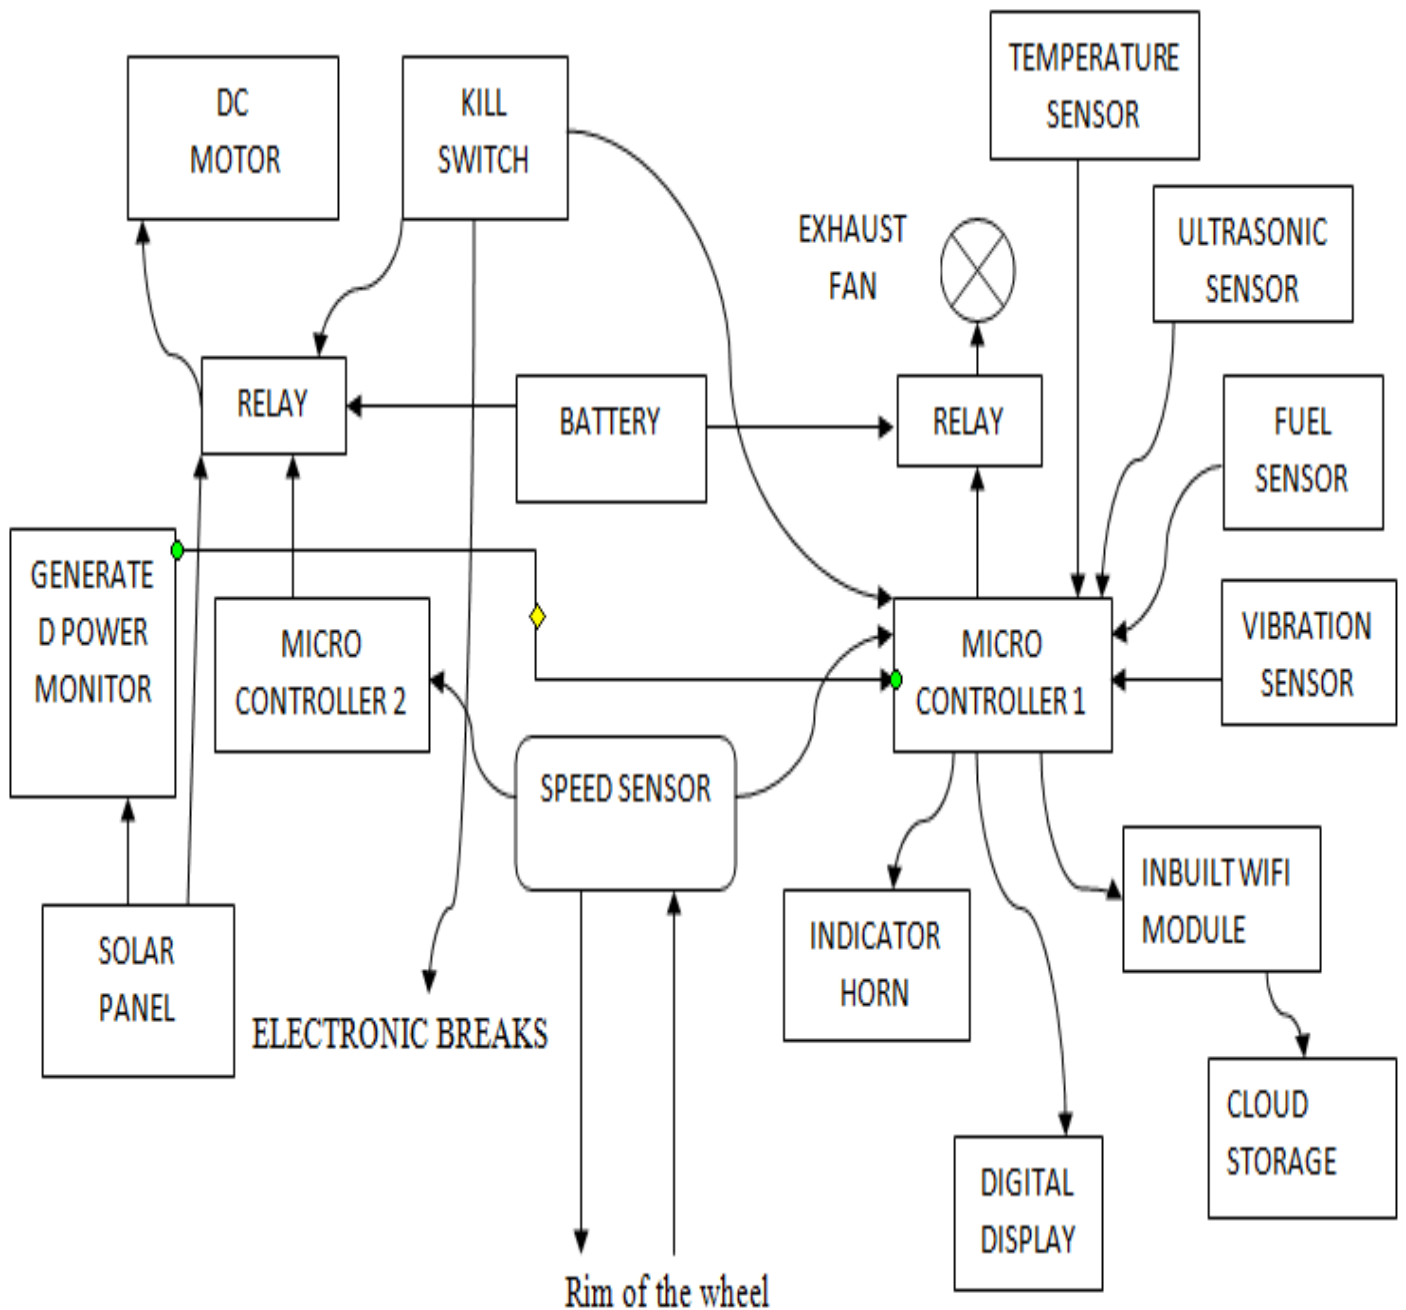 DC
MOTOR
KILL
SWITCH
TEMPERATURE
SENSOR
EXHAUST
FAN
ULTRASONIC
SENSOR
RELAY
BATTERY
RELAY
FUEL
SENSOR
GENERATE
D POWER
MONITOR
MICRO
CONTROLLER 2
MICRO
CONTROLLER 1
VIBRATION
SENSOR
SPEED SENSOR
SOLAR
PANEL
ELECTRONIC BREAKS
INDICATOR
HORN
INBUILT WIFI
MODULE
CLOUD
STORAGE
DIGITAL
DISPLAY
Rim of the wheel